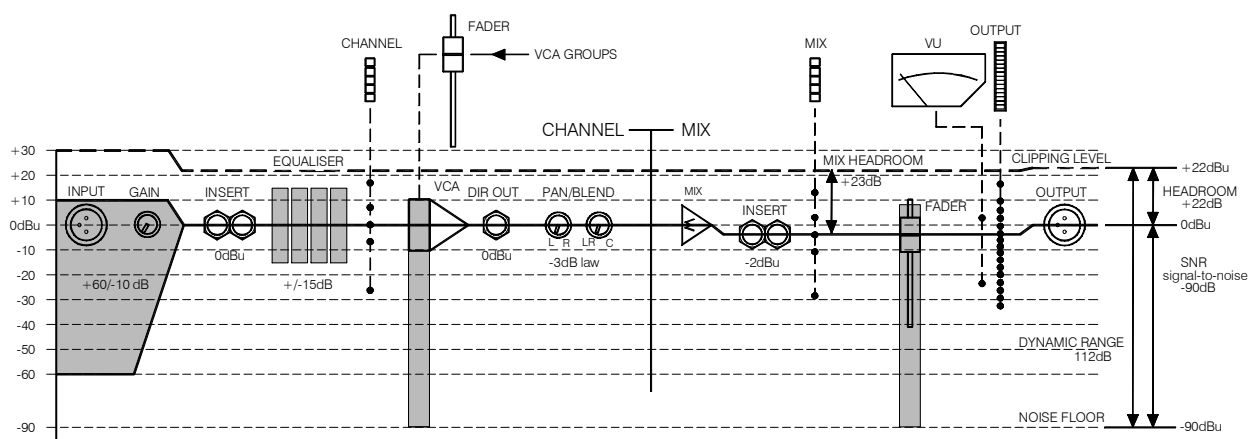 FADER
CHANNEL
VCA GROUPS
MIX
VU
OUTPUT
CHANNEL
MIX
+30
+20
+10
0dBu
-10
-20
-30
-40
-50
-60
-90
EQUALISER
MIX HEADROOM
+23dB
CLIPPING LEVEL
+22dBu
INPUT
GAIN
INSERT
VCA
DIR OUT
PAN/BLEND
MIX
INSERT
FADER
OUTPUT
HEADROOM
+22dB
0dBu
L R
LR C
0dBu
0dBu
-3dB law
-2dBu
+60/-10 dB
+/-15dB
SNR
signal-to-noise
-90dB
DYNAMIC RANGE
112dB
NOISE FLOOR
-90dBu